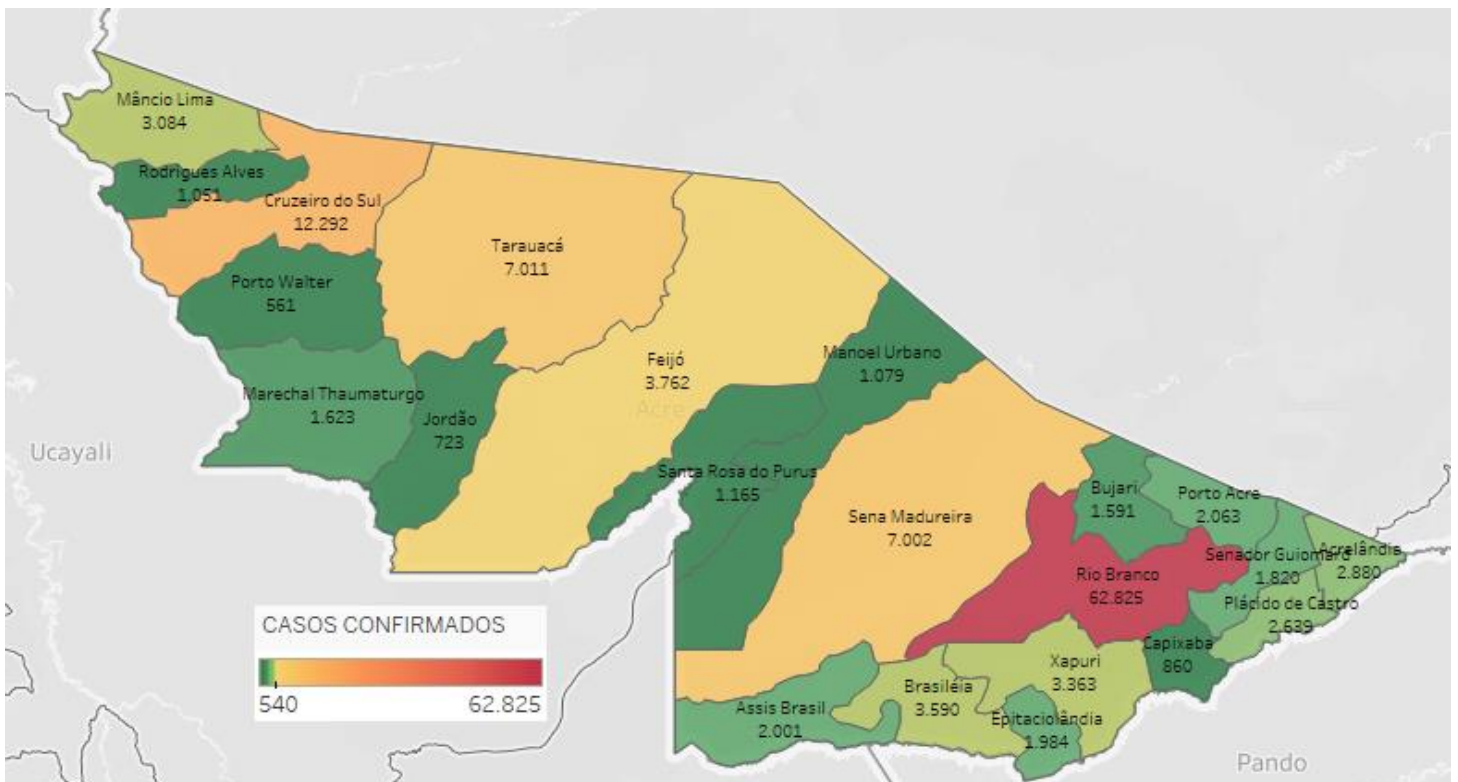 Mâncio Lima
3.084
Rodrigues Alves
1.051
Cruzeiro do Sul
12.292
Tarauacá
7.011
Porto Walter
561
Feijó
3.762
Acre
Manoel Urbano
1.079
Marechal Thaumaturgo
1.623
Jordão
723
Ucayali
Santa Rosa do Purus
1.165
Sena Madureira
7.002
Bujari
1.591
Porto Acre
2.063
Senador Guiomard
1.820
Acrelândia
2.880
Rio Branco
62.825
Plácido de Castro
2.639
Capixaba
860
Xapuri
3.363
Brasiléia
3.590
Assis Brasil
2.001
Epitaciolândia
1.984
Pando
CASOS CONFIRMADOS
540
62.825